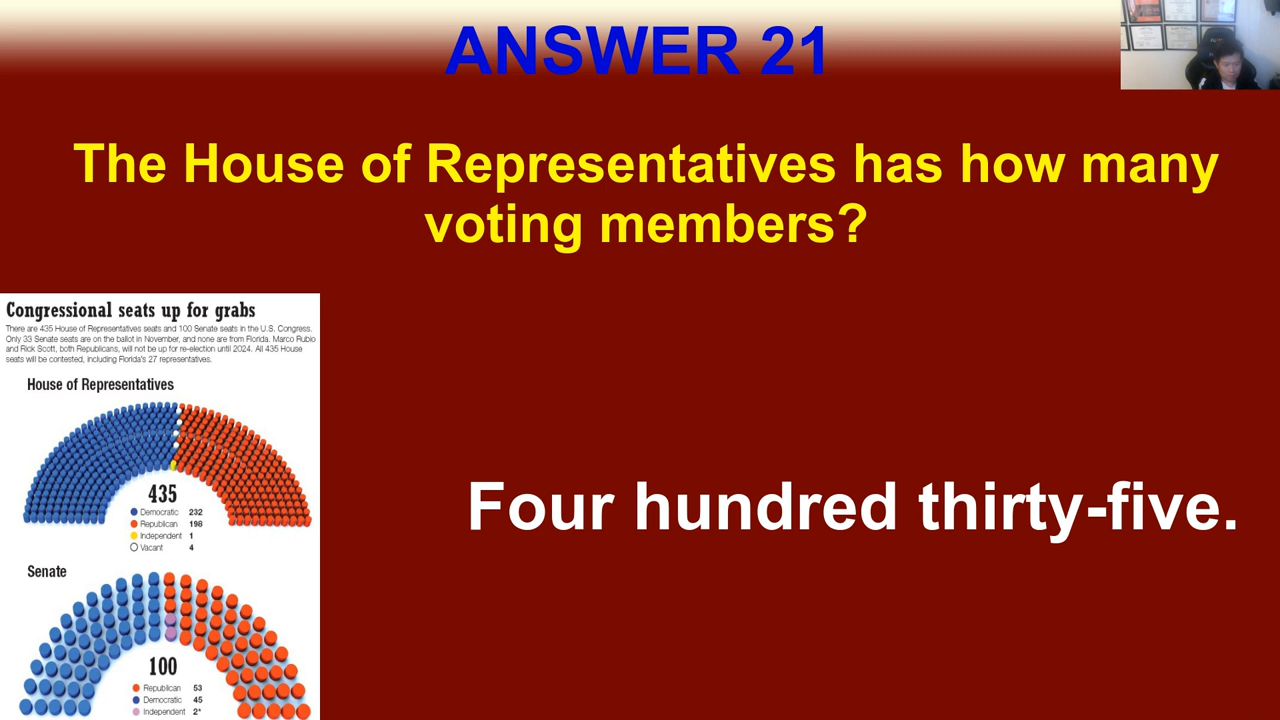 ANSWER 21
The House of Representatives has how many
voting members?
Congressional seats up for grabs
There are 435 House of Representatives seats and 100 Senate seats in the U.S. Congress.
Only 33 Senate seats are on the ballot in November, and none are from Florida. Marco Rubio
and Rick Scott, both Republicans, will not be up for re-election until 2024. All 435 House
seats will be contested, including Florida's 27 representatives.
House of Representatives
435
Democratic 232
Republican 198
Independent 1
Vacant 4
Four hundred thirty-five.
Senate
100
Republican 53
Democratic 45
Independent 2*